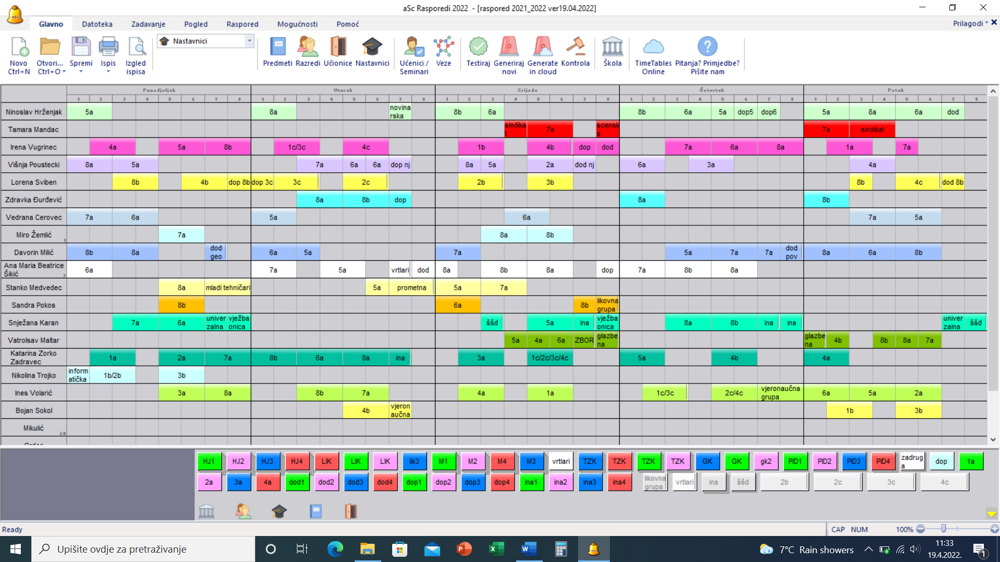 aSc Rasporedi 2022 - [raspored 2021_2022 ver19.04.2022]
Glavno Datoteka Zadavanje Pogled Raspored Mogućnosti Pomoć Prilagodi
Nastavnici
Novo Ctrl+N
Otvori... Ctrl+O
Spremi
Ispis
Izgled ispisa
Predmeti Razredi Učionice Nastavnici
Učenici / Seminari
Veze
Testiraj
Generiraj novi
Generate in cloud
Kontrola
Škola
TimeTables Online
Pitanja? Primjedbe? Pišite nam
Ponedjeljak Utorak Srijeda Četvrtak Petak
1 2 3 4 5 6 7 8 1 2 3 4 5 6 7 8 1 2 3 4 5 6 7 8 1 2 3 4 5 6 7 8 1 2 3 4 5 6 7 8
Ninoslav Hrženjak 5a 8a novina rska 8b 6a 8b 6a 5a dop5 dop6 5a 8a 6a dod
Tamara Mandac sindika t 7a scensk a 7a sindikat
Irena Vugrinec 4a 5a 8b 1c/3c 4c 1b 4b dop dod 7a 6a 8a 1a 7a
Višnja Poustecki 8a 5a 7a 6a 6a dop nj 8a 5a 2a dod nj 6a 3a 4a
Lorena Sviben 8b 4b dop 8b dop 3c 3c 2c 2b 3b 8b 4c dod 8b
Zdravka Đurđević 8a 8b dop 8a 8b
Vedrana Cerovec 7a 6a 5a 6a 7a 5a
Miro Žemlić 1 7a 8a 8b
Davorin Milić 8b 8a dod geo 6a 5a 7a 5a 7a 7a dod pov 8a 6a 8b
Ana Maria Beatrice Šikić 3 6a 7a 5a vrtlari dod 8a 8b 8a dop 7a 8b 8a
Stanko Medvedec 8a mladi tehničari 5a prometna 5a 7a
Sandra Pokos 8b 6a 8b likovna grupa
Snježana Karan 7a 6a univer zalna vježba onica ššd 5a ina vježba onica 8a 8b ina ina univer zalna ššd
Vatrolsav Maltar 5a 4a 6a ZBOR glazbe na glazbe na 4b 8b 8a 7a
Katarina Zorko Zadravec 1a 2a 7a 8b 6a 8a ina 3a 1c/2c/3c/4c 5a 4b 4a
Nikolina Trojko inform atička 1b/2b 3b
Ines Volarić 3a 8a 8b 7a 4a 1a 1c/3c 2c/4c vjeronaučna grupa 6a 5a 2a
Bojan Sokol 4b vjeron aučna 1b 3b
Mikulić 20
HJ1 HJ2 HJ3 HJ4 LIK LIK LIK lik3 M1 M2 M4 M3 vrtlari TZK TZK TZK TZK GK GK gk2 PID1 PID2 PID3 PID4 zadrug a dop 1a
2a 3a 4a dod1 dod2 dod3 dod4 dop1 dop2 dop3 dop4 ina1 ina2 ina3 ina4 likovna grupa vrtlari ina ššd 2b 2c 3c 4c
Ready CAP NUM 100%
Upišite ovdje za pretraživanje
7°C Rain showers
11:33
19.4.2022.
1